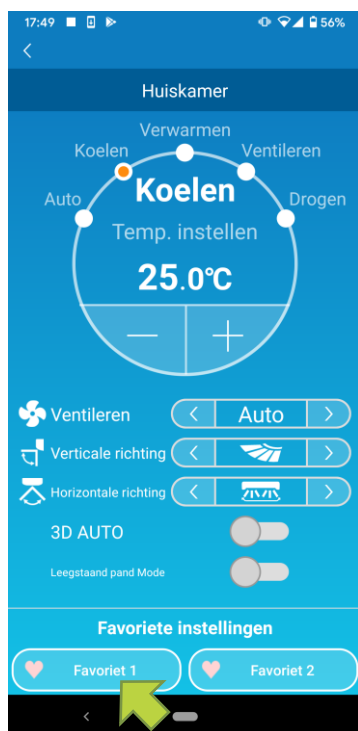 17:49 56%
Huiskamer
Verwarmen
Koelen Ventileren
Auto Koelen Drogen
Temp. instellen
25.0°C
Ventileren Auto
Verticale richting
Horizontale richting
3D AUTO
Leegstaand pand Mode
Favoriete instellingen
Favoriet 1 Favoriet 2